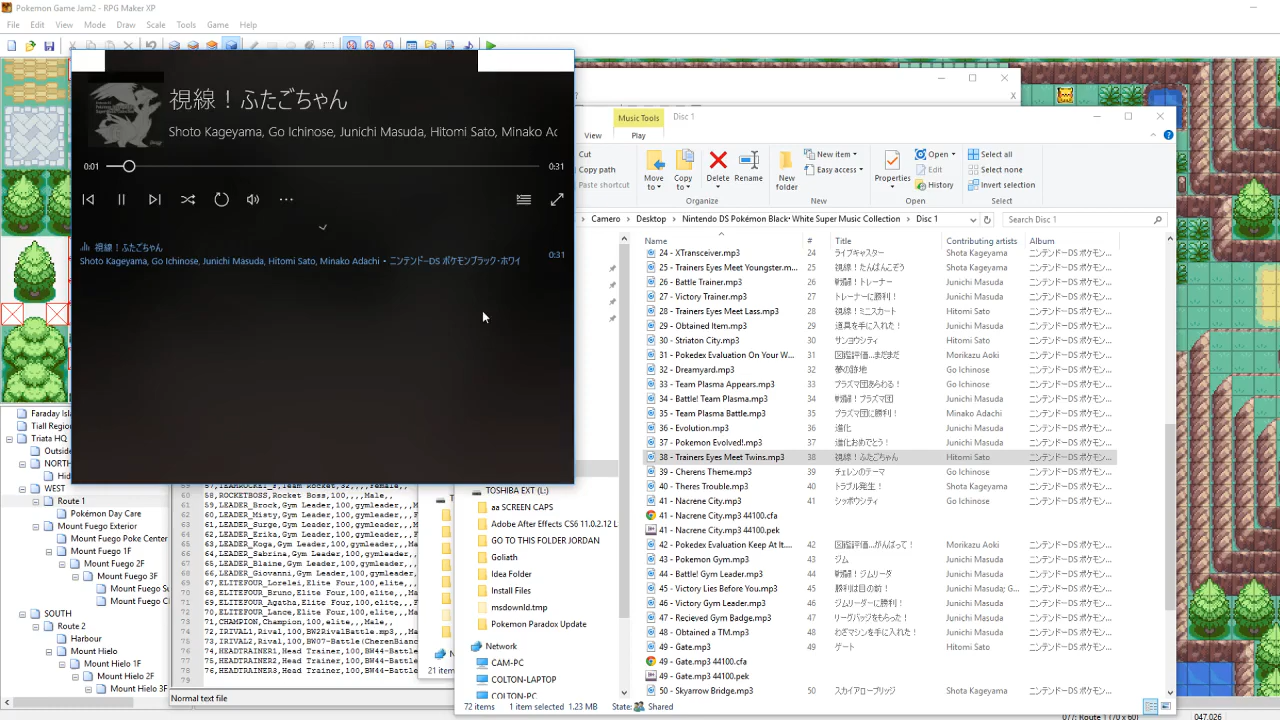 Pokemon Game Jam2 - RPG Maker XP
File Edit View Mode Draw Scale Tools Game Help
視線！ふたごちゃん
Shoto Kageyama, Go Ichinose, Junichi Masuda, Hitomi Sato, Minako Ac
0:01 0:31
視線！ふたごちゃん
Shoto Kageyama, Go Ichinose, Junichi Masuda, Hitomi Sato, Minako Adachi • ニンテンドーDS ポケモンブラック・ホワイ
0:31
Music Tools Disc 1
View Play
Cut
Copy path
Paste shortcut
Move to
Copy to
Delete
Rename
Organize
New folder
New item
Easy access
New
Properties
Open
Edit
History
Open
Select all
Select none
Invert selection
Select
Camero Desktop Nintendo DS Pokémon Black•White Super Music Collection Disc 1
Search Disc 1
Name # Title Contributing artists Album
24 - XTransceiver.mp3 24 ライブキャスター Shota Kageyama ニンテンドーDS ポケモン...
25 - Trainers Eyes Meet Youngster.m... 25 視線！たんぱんこぞう Shota Kageyama ニンテンドーDS ポケモン...
26 - Battle Trainer.mp3 26 戦闘！トレーナー Junichi Masuda ニンテンドーDS ポケモン...
27 - Victory Trainer.mp3 27 トレーナーに勝利！ Junichi Masuda ニンテンドーDS ポケモン...
28 - Trainers Eyes Meet Lass.mp3 28 視線！ミニスカート Hitomi Sato ニンテンドーDS ポケモン...
29 - Obtained Item.mp3 29 道具を手に入れた！ Junichi Masuda ニンテンドーDS ポケモン...
30 - Striaton City.mp3 30 サンヨウシティ Hitomi Sato ニンテンドーDS ポケモン...
31 - Pokedex Evaluation On Your W... 31 図鑑評価...まだまだ Morikazu Aoki ニンテンドーDS ポケモン...
32 - Dreamyard.mp3 32 夢の跡地 Go Ichinose ニンテンドーDS ポケモン...
33 - Team Plasma Appears.mp3 33 プラズマ団あらわる！ Go Ichinose ニンテンドーDS ポケモン...
34 - Battle! Team Plasma.mp3 34 戦闘！プラズマ団 Junichi Masuda ニンテンドーDS ポケモン...
35 - Team Plasma Battle.mp3 35 プラズマ団に勝利！ Minako Adachi ニンテンドーDS ポケモン...
36 - Evolution.mp3 36 進化 Junichi Masuda ニンテンドーDS ポケモン...
37 - Pokemon Evolved!.mp3 37 進化おめでとう！ Junichi Masuda ニンテンドーDS ポケモン...
38 - Trainers Eyes Meet Twins.mp3 38 視線！ふたごちゃん Hitomi Sato ニンテンドーDS ポケモン...
39 - Cherens Theme.mp3 39 チェレンのテーマ Go Ichinose ニンテンドーDS ポケモン...
40 - Theres Trouble.mp3 40 トラブル発生！ Shota Kageyama ニンテンドーDS ポケモン...
41 - Nacrene City.mp3 41 シッポウシティ Go Ichinose ニンテンドーDS ポケモン...
41 - Nacrene City.mp3 44100.cfa
41 - Nacrene City.mp3 44100.pek
42 - Pokedex Evaluation Keep At It.... 42 図鑑評価...がんばって！ Morikazu Aoki ニンテンドーDS ポケモン...
43 - Pokemon Gym.mp3 43 ジム Junichi Masuda ニンテンドーDS ポケモン...
44 - Battle! Gym Leader.mp3 44 戦闘！ジムリーダ Junichi Masuda ニンテンドーDS ポケモン...
45 - Victory Lies Before You.mp3 45 勝利は目の前！ Junichi Masuda; G... ニンテンドーDS ポケモン...
46 - Victory Gym Leader.mp3 46 ジムリーダーに勝利！ Junichi Masuda ニンテンドーDS ポケモン...
47 - Recieved Gym Badge.mp3 47 リーグバッジをもらった！ Junichi Masuda ニンテンドーDS ポケモン...
48 - Obtained a TM.mp3 48 わざマシンを手に入れた！ Junichi Masuda ニンテンドーDS ポケモン...
49 - Gate.mp3 49 ゲート Hitomi Sato ニンテンドーDS ポケモン...
49 - Gate.mp3 44100.cfa
49 - Gate.mp3 44100.pek
50 - Skyarrow Bridge.mp3 50 スカイアローブリッジ Shota Kageyama ニンテンドーDS ポケモン...
72 items 1 item selected 1.23 MB State: Shared
TOSHIBA EXT (L:)
aa SCREEN CAPS
Adobe After Effects CS6 11.0.2.12 L
GO TO THIS FOLDER JORDAN
Goliath
Idea Folder
Install Files
msdownld.tmp
Pokemon Paradox Update
Network
CAM-PC
COLTON-LAPTOP
COLTON-PC
Faraday Isl
Tiall Region
Triata HQ
Outside
NORTH
Hid
WEST
Route 1
Pokémon Day Care
Mount Fuego Exterior
Mount Fuego Poke Center
Mount Fuego 1F
Mount Fuego 2F
Mount Fuego 3F
Mount Fuego Su
Mount Fuego Cl
SOUTH
Route 2
Harbour
Mount Hielo
Mount Hielo 1F
Mount Hielo 2F
Mount Hielo 3F
60,ROCKETBOSS,Rocket Boss,100,,,,Male,,
61,LEADER_Brock,Gym Leader,100,gymleader,,,M
62,LEADER_Misty,Gym Leader,100,gymleader,,,F
63,LEADER_Surge,Gym Leader,100,gymleader,,,M
64,LEADER_Erika,Gym Leader,100,gymleader,,,F
65,LEADER_Koga,Gym Leader,100,gymleader,,,Ma
66,LEADER_Sabrina,Gym Leader,100,gymleader,,
67,LEADER_Blaine,Gym Leader,100,gymleader,,,
68,LEADER_Giovanni,Gym Leader,100,gymleader,
69,ELITEFOUR_Lorelei,Elite Four,100,elite,,,
70,ELITEFOUR_Bruno,Elite Four,100,elite,,,Ma
71,ELITEFOUR_Agatha,Elite Four,100,elite,,,F
72,ELITEFOUR_Lance,Elite Four,100,elite,,,Ma
73,CHAMPION,Champion,100,elite,,,Male,,
Normal text file
21 item
077: Route 1 (70 x 60) 047.026